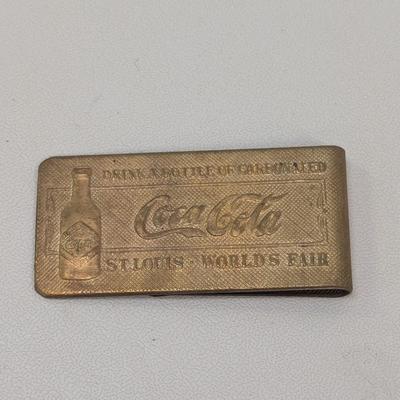 DRINK A BOTTLE OF CARBONATED
Coca-Cola
ST. LOUIS - WORLD'S FAIR